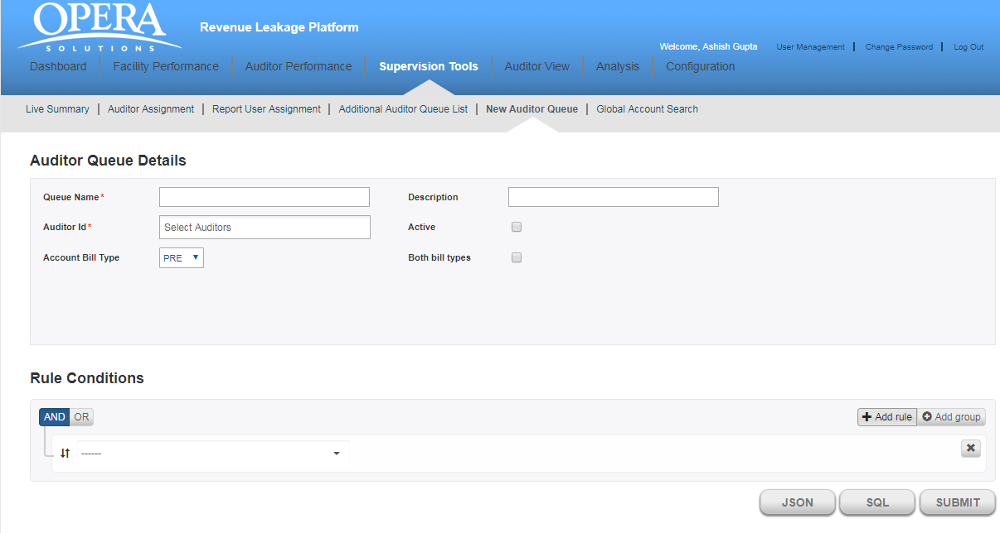 OPERA
SOLUTIONS
Revenue Leakage Platform
Welcome, Ashish Gupta User Management | Change Password | Log Out
Dashboard Facility Performance Auditor Performance Supervision Tools Auditor View Analysis Configuration
Live Summary | Auditor Assignment | Report User Assignment | Additional Auditor Queue List | New Auditor Queue | Global Account Search
Auditor Queue Details
Queue Name* Description
Auditor Id* Select Auditors Active
Account Bill Type PRE Both bill types
Rule Conditions
AND OR Add rule Add group
------
JSON SQL SUBMIT